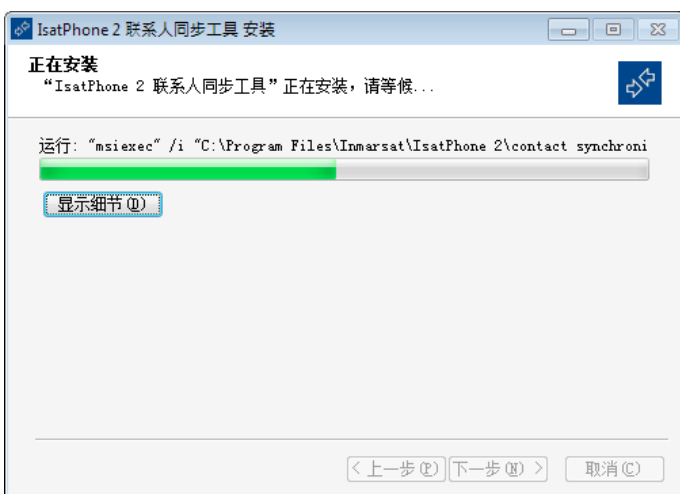 IsatPhone 2 联系人同步工具 安装
正在安装
“IsatPhone 2 联系人同步工具”正在安装，请等候...
运行: "msiexec" /i "C:\Program Files\Inmarsat\IsatPhone 2\contact synchroni
显示细节(D)
< 上一步(P) 下一步(N) > 取消(C)